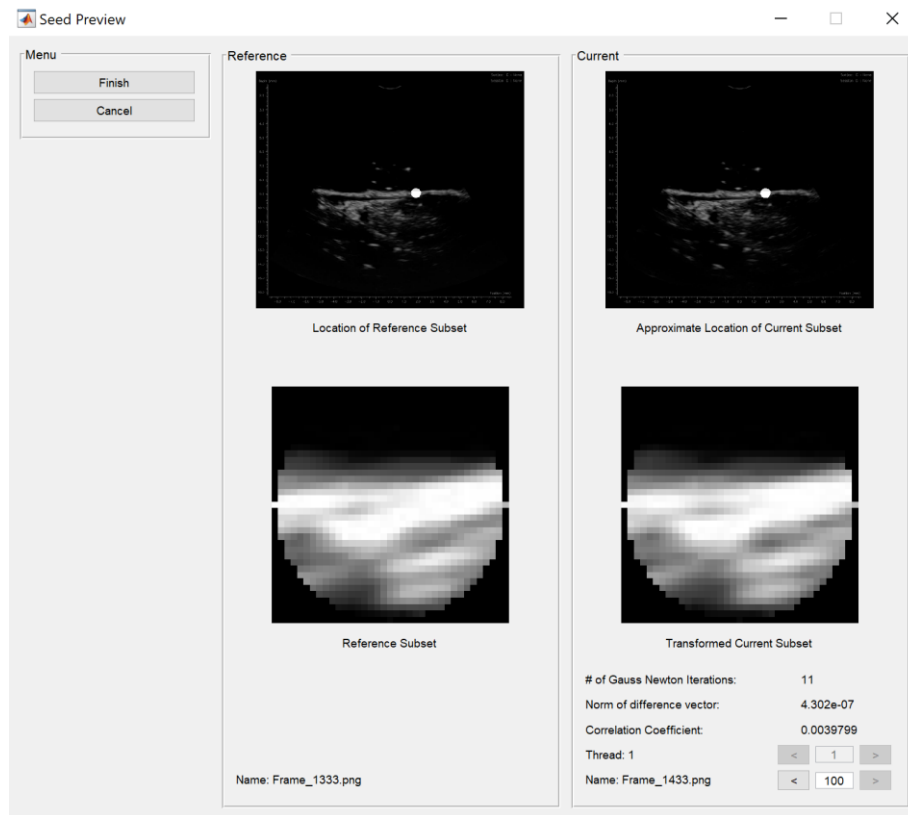 Seed Preview
Menu
Finish
Cancel
Reference
Location of Reference Subset
Reference Subset
Name: Frame_1333.png
Current
Approximate Location of Current Subset
Transformed Current Subset
# of Gauss Newton Iterations: 11
Norm of difference vector: 4.302e-07
Correlation Coefficient: 0.0039799
Thread: 1 < 1 >
Name: Frame_1433.png < 100 >